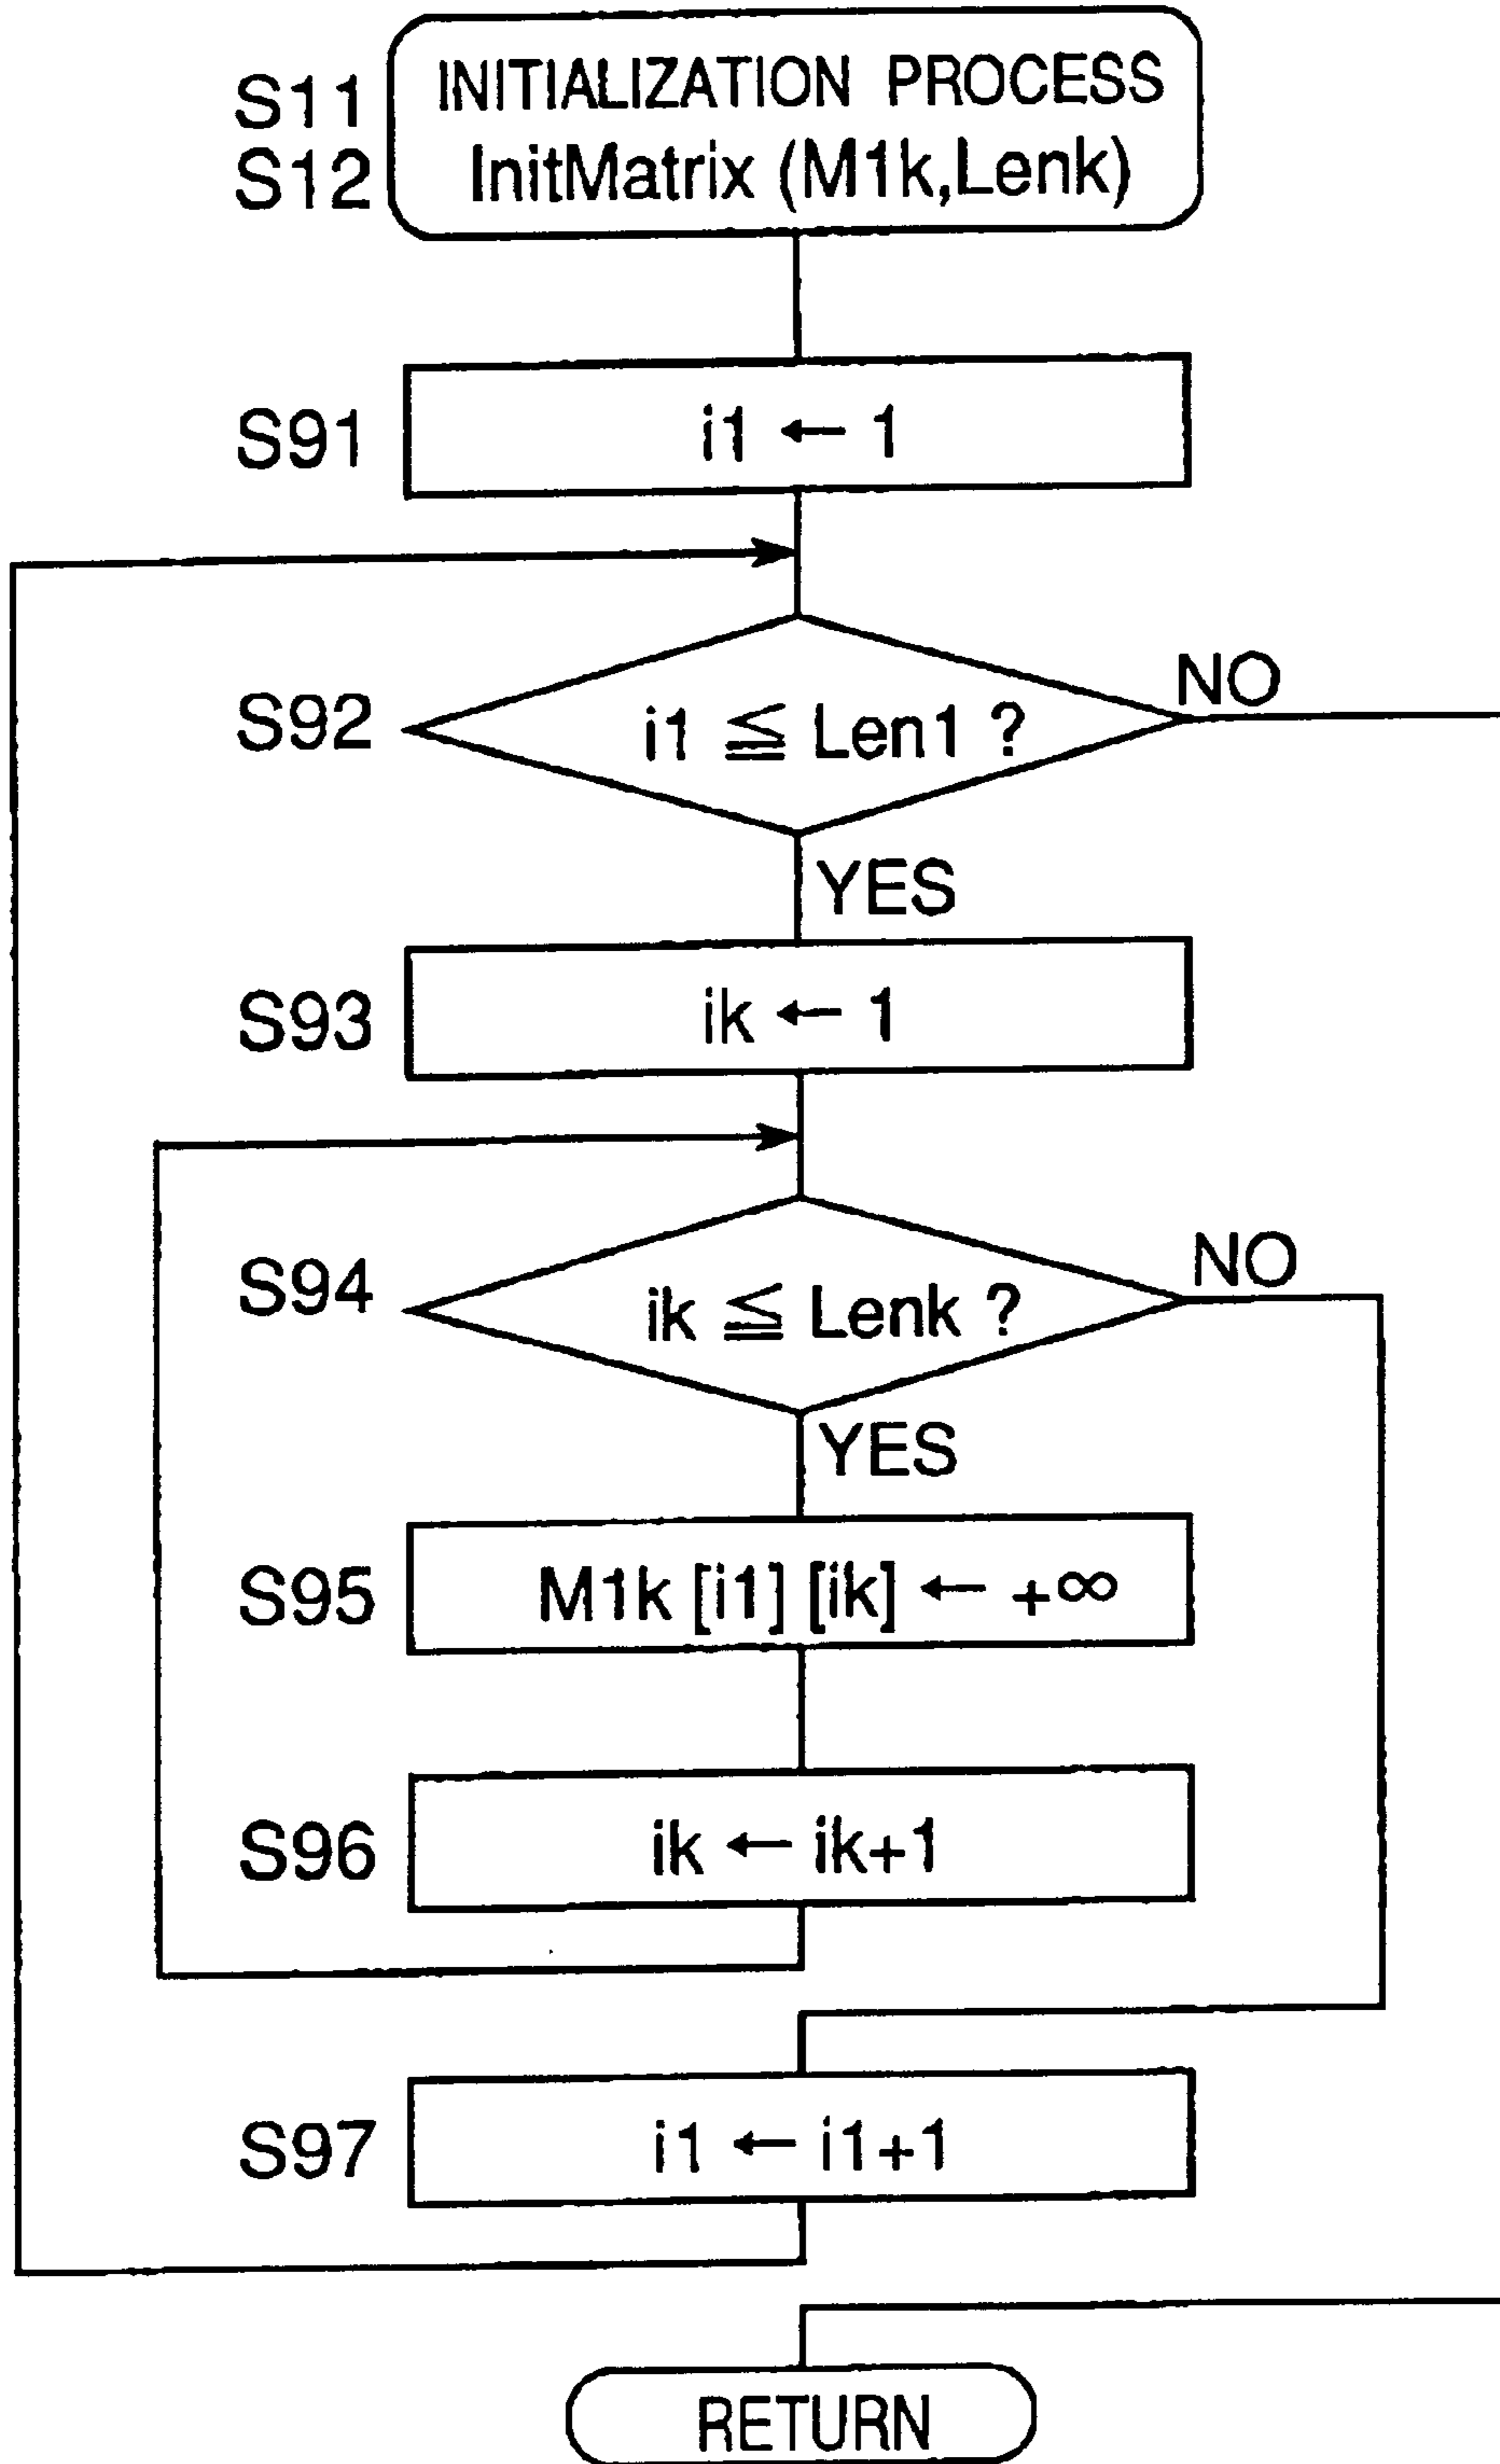 S11 INITIALIZATION PROCESS
S12 InitMatrix (M1k,Lenk)
S91 i1 ← 1
S92 i1 ≦ Len1 ? NO
YES
S93 ik ← 1
S94 ik ≦ Lenk ? NO
YES
S95 M1k [i1] [ik] ← +∞
S96 ik ← ik+1
S97 i1 ← i1+1
RETURN